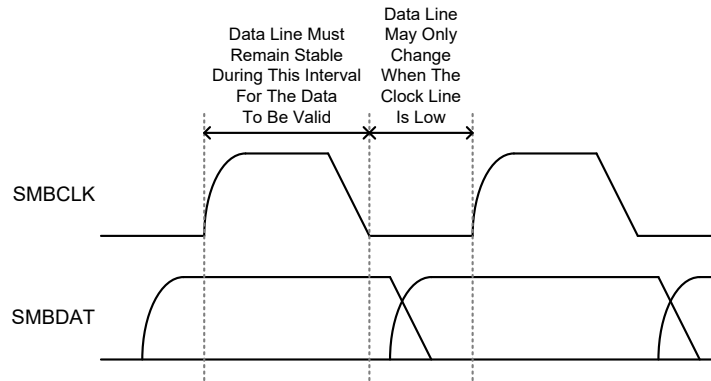 Data Line Must
Remain Stable
During This Interval
For The Data
To Be Valid
Data Line
May Only
Change
When The
Clock Line
Is Low
SMBCLK
SMBDAT